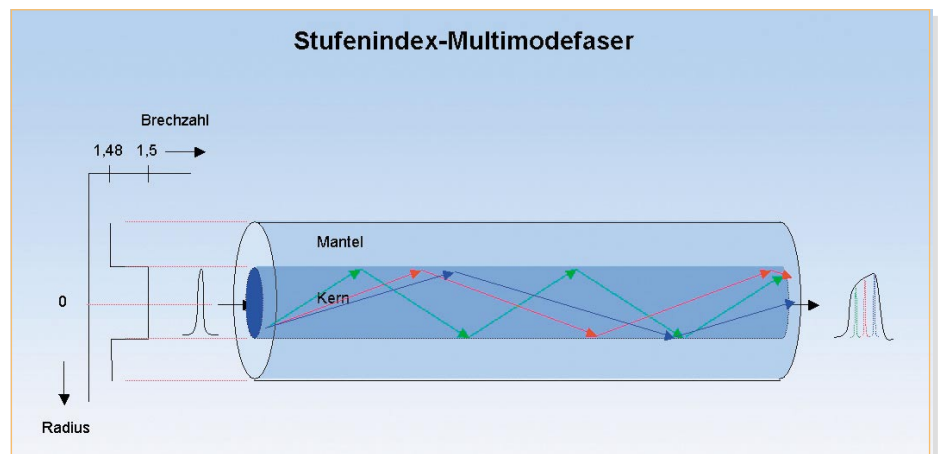 Stufenindex-Multimodefaser
Brechzahl
1,48 1,5
Mantel
0
Kern
Radius